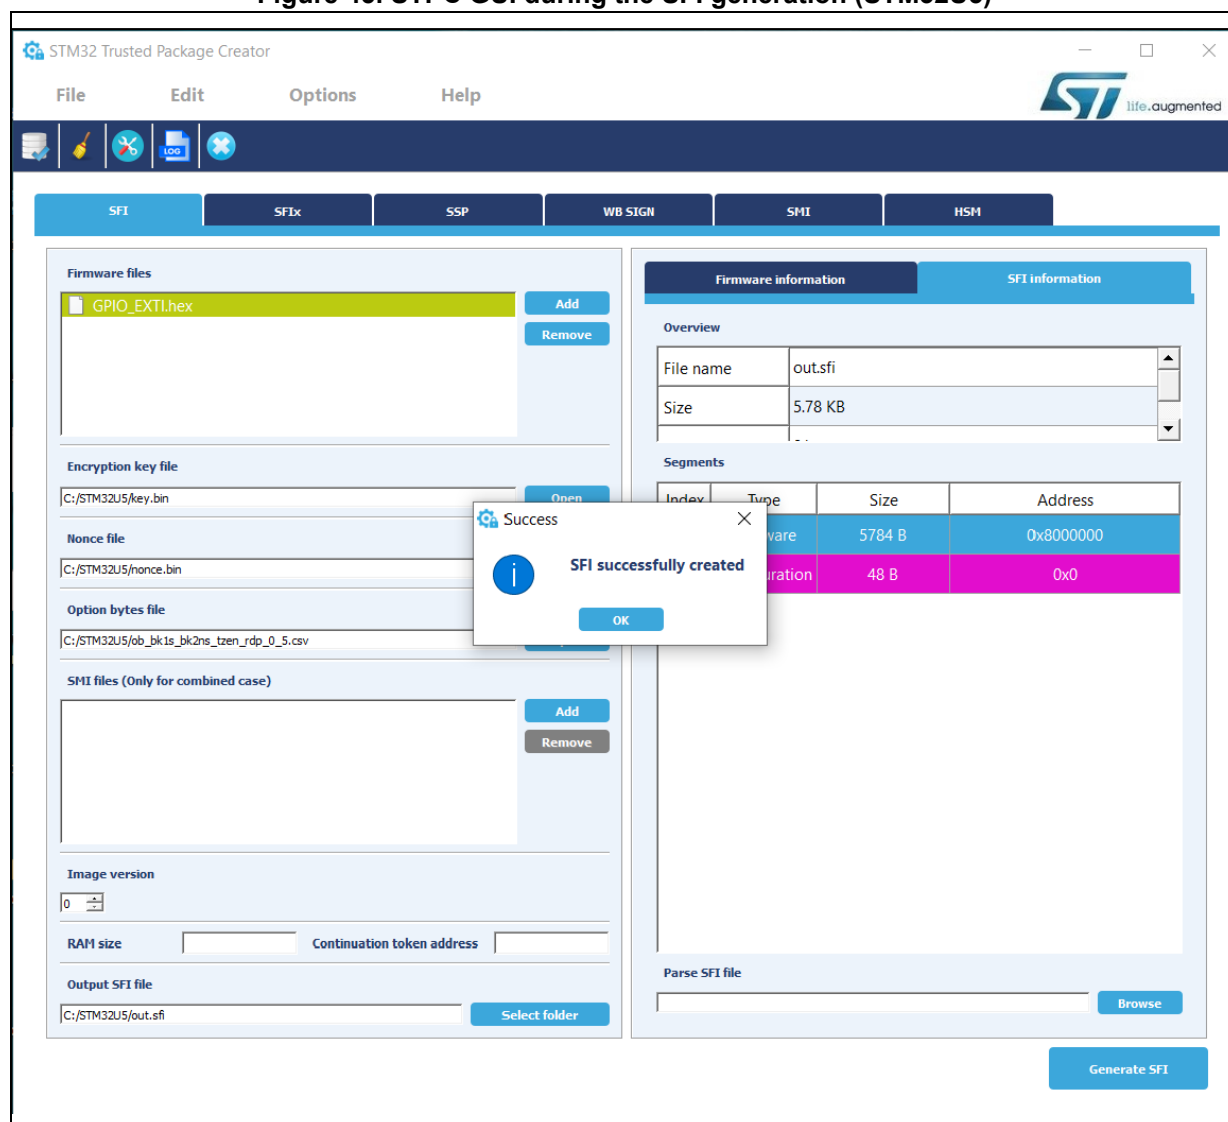 STM32 Trusted Package Creator
File Edit Options Help
life.augmented
LOG
SFI SFIx SSP WB SIGN SMI HSM
Firmware files
GPIO_EXTI.hex
Add
Remove
Encryption key file
C:/STM32U5/key.bin
Open
Nonce file
C:/STM32U5/nonce.bin
Option bytes file
C:/STM32U5/ob_bk1s_bk2ns_tzen_rdp_0_5.csv
SMI files (Only for combined case)
Add
Remove
Image version
0
RAM size Continuation token address
Output SFI file
C:/STM32U5/out.sfi Select folder
Firmware information SFI information
Overview
File name out.sfi
Size 5.78 KB
Segments
Index Type Size Address
ware 5784 B 0x8000000
uration 48 B 0x0
Success
SFI successfully created
OK
Parse SFI file
Browse
Generate SFI